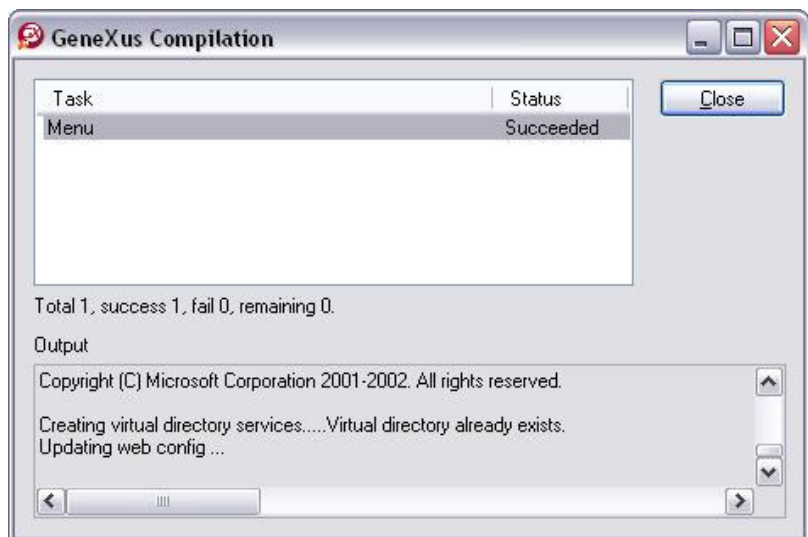 GeneXus Compilation
Task Status
Close
Menu Succeeded
Total 1, success 1, fail 0, remaining 0.
Output
Copyright (C) Microsoft Corporation 2001-2002. All rights reserved.
Creating virtual directory services.....Virtual directory already exists.
Updating web config ...